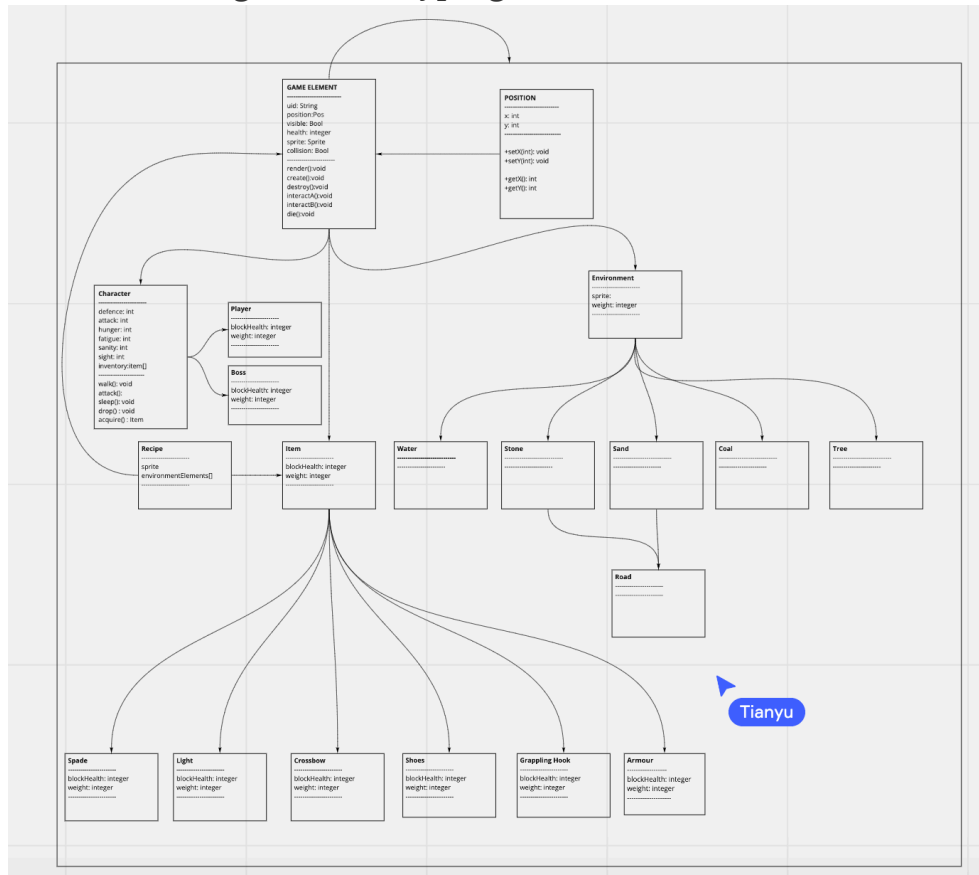 GAME ELEMENT
uid: String
position:Pos
visible: Bool
health: integer
sprite: Sprite
collision: Bool
render():void
create():void
destroy():void
interactA():void
interactB():void
die():void
POSITION
x: int
y: int
+setX(int): void
+setY(int): void
+getX(): int
+getY(): int
Environment
sprite:
weight: integer
Character
defence: int
attack: int
hunger: int
fatigue: int
sanity: int
sight: int
inventory:item[]
walk(): void
attack():
sleep(): void
drop() : void
acquire() : item
Player
blockHealth: integer
weight: integer
Boss
blockHealth: integer
weight: integer
Recipe
sprite
environmentElements[]
Item
blockHealth: integer
weight: integer
Water
Stone
Sand
Coal
Tree
Road
Tianyu
Spade
blockHealth: integer
weight: integer
Light
blockHealth: integer
weight: integer
Crossbow
blockHealth: integer
weight: integer
Shoes
blockHealth: integer
weight: integer
Grappling Hook
blockHealth: integer
weight: integer
Armour
blockHealth: integer
weight: integer